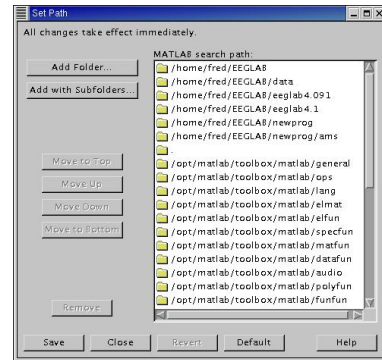 Set Path
All changes take effect immediately.
MATLAB search path:
Add Folder...
Add with Subfolders...
Move to Top
Move Up
Move Down
Move to Bottom
Remove
/home/fred/EEGLAB
/home/fred/EEGLAB/data
/home/fred/EEGLAB/eeglab4.091
/home/fred/EEGLAB/eeglab4.1
/home/fred/EEGLAB/newprog
/home/fred/EEGLAB/newprog/ams
.
/opt/matlab/toolbox/matlab/general
/opt/matlab/toolbox/matlab/ops
/opt/matlab/toolbox/matlab/lang
/opt/matlab/toolbox/matlab/elmat
/opt/matlab/toolbox/matlab/elfun
/opt/matlab/toolbox/matlab/specfun
/opt/matlab/toolbox/matlab/matfun
/opt/matlab/toolbox/matlab/datafun
/opt/matlab/toolbox/matlab/audio
/opt/matlab/toolbox/matlab/polyfun
/opt/matlab/toolbox/matlab/funfun
Save Close Revert Default Help